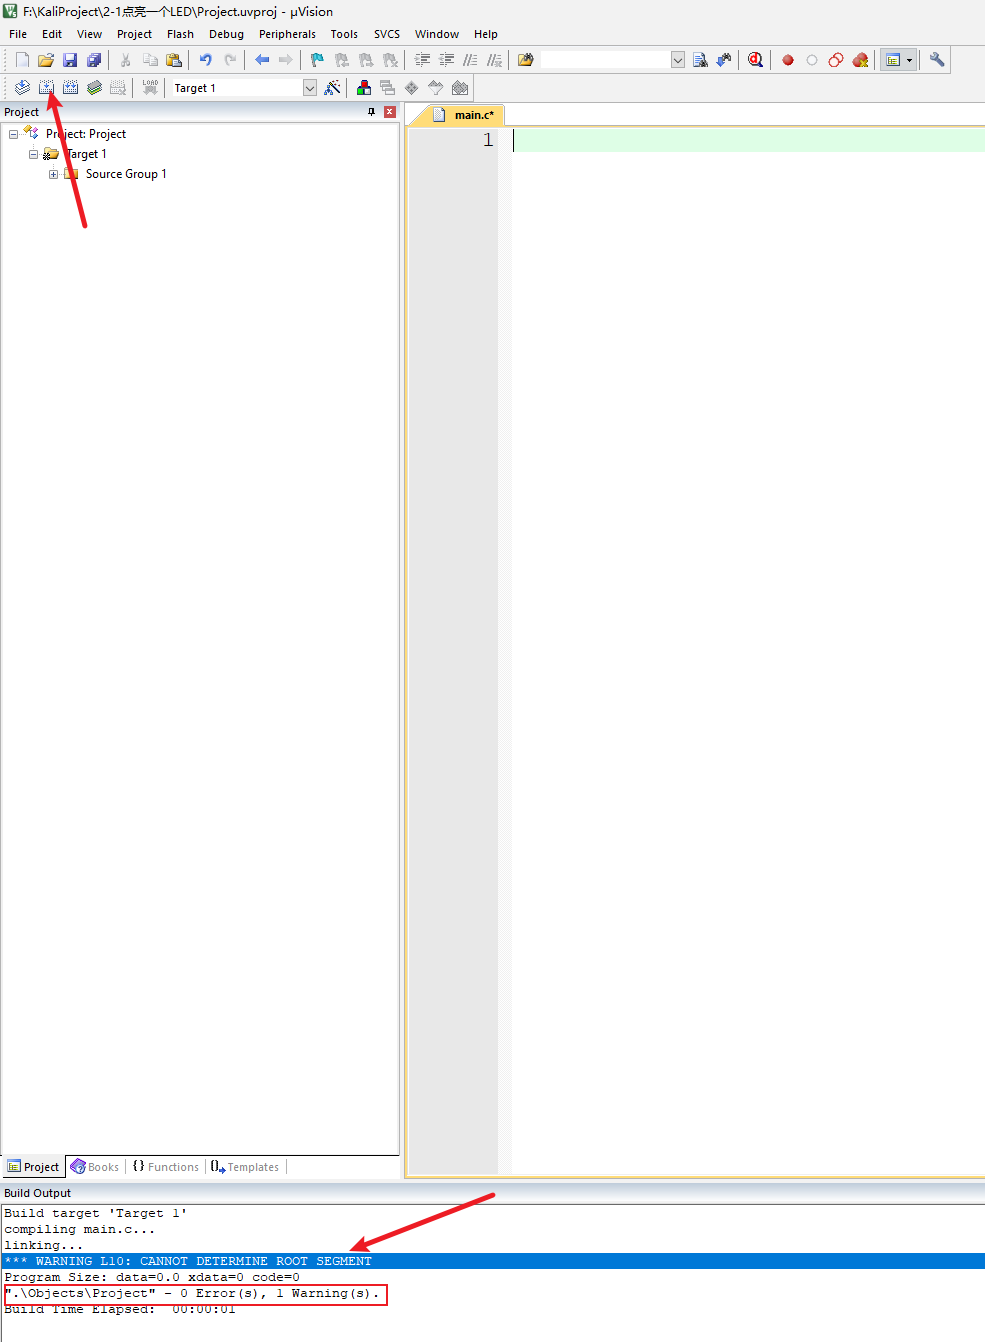 F:\KaliProject\2-1点亮一个LED\Project.uvproj - µVision
File Edit View Project Flash Debug Peripherals Tools SVCS Window Help
LOAD
Target 1
Project
main.c*
Project: Project
Target 1
Source Group 1
1
Project Books {} Functions Templates
Build Output
Build target 'Target 1'
compiling main.c...
linking...
*** WARNING L10: CANNOT DETERMINE ROOT SEGMENT
Program Size: data=0.0 xdata=0 code=0
".\Objects\Project" - 0 Error(s), 1 Warning(s).
Build Time Elapsed:  00:00:01